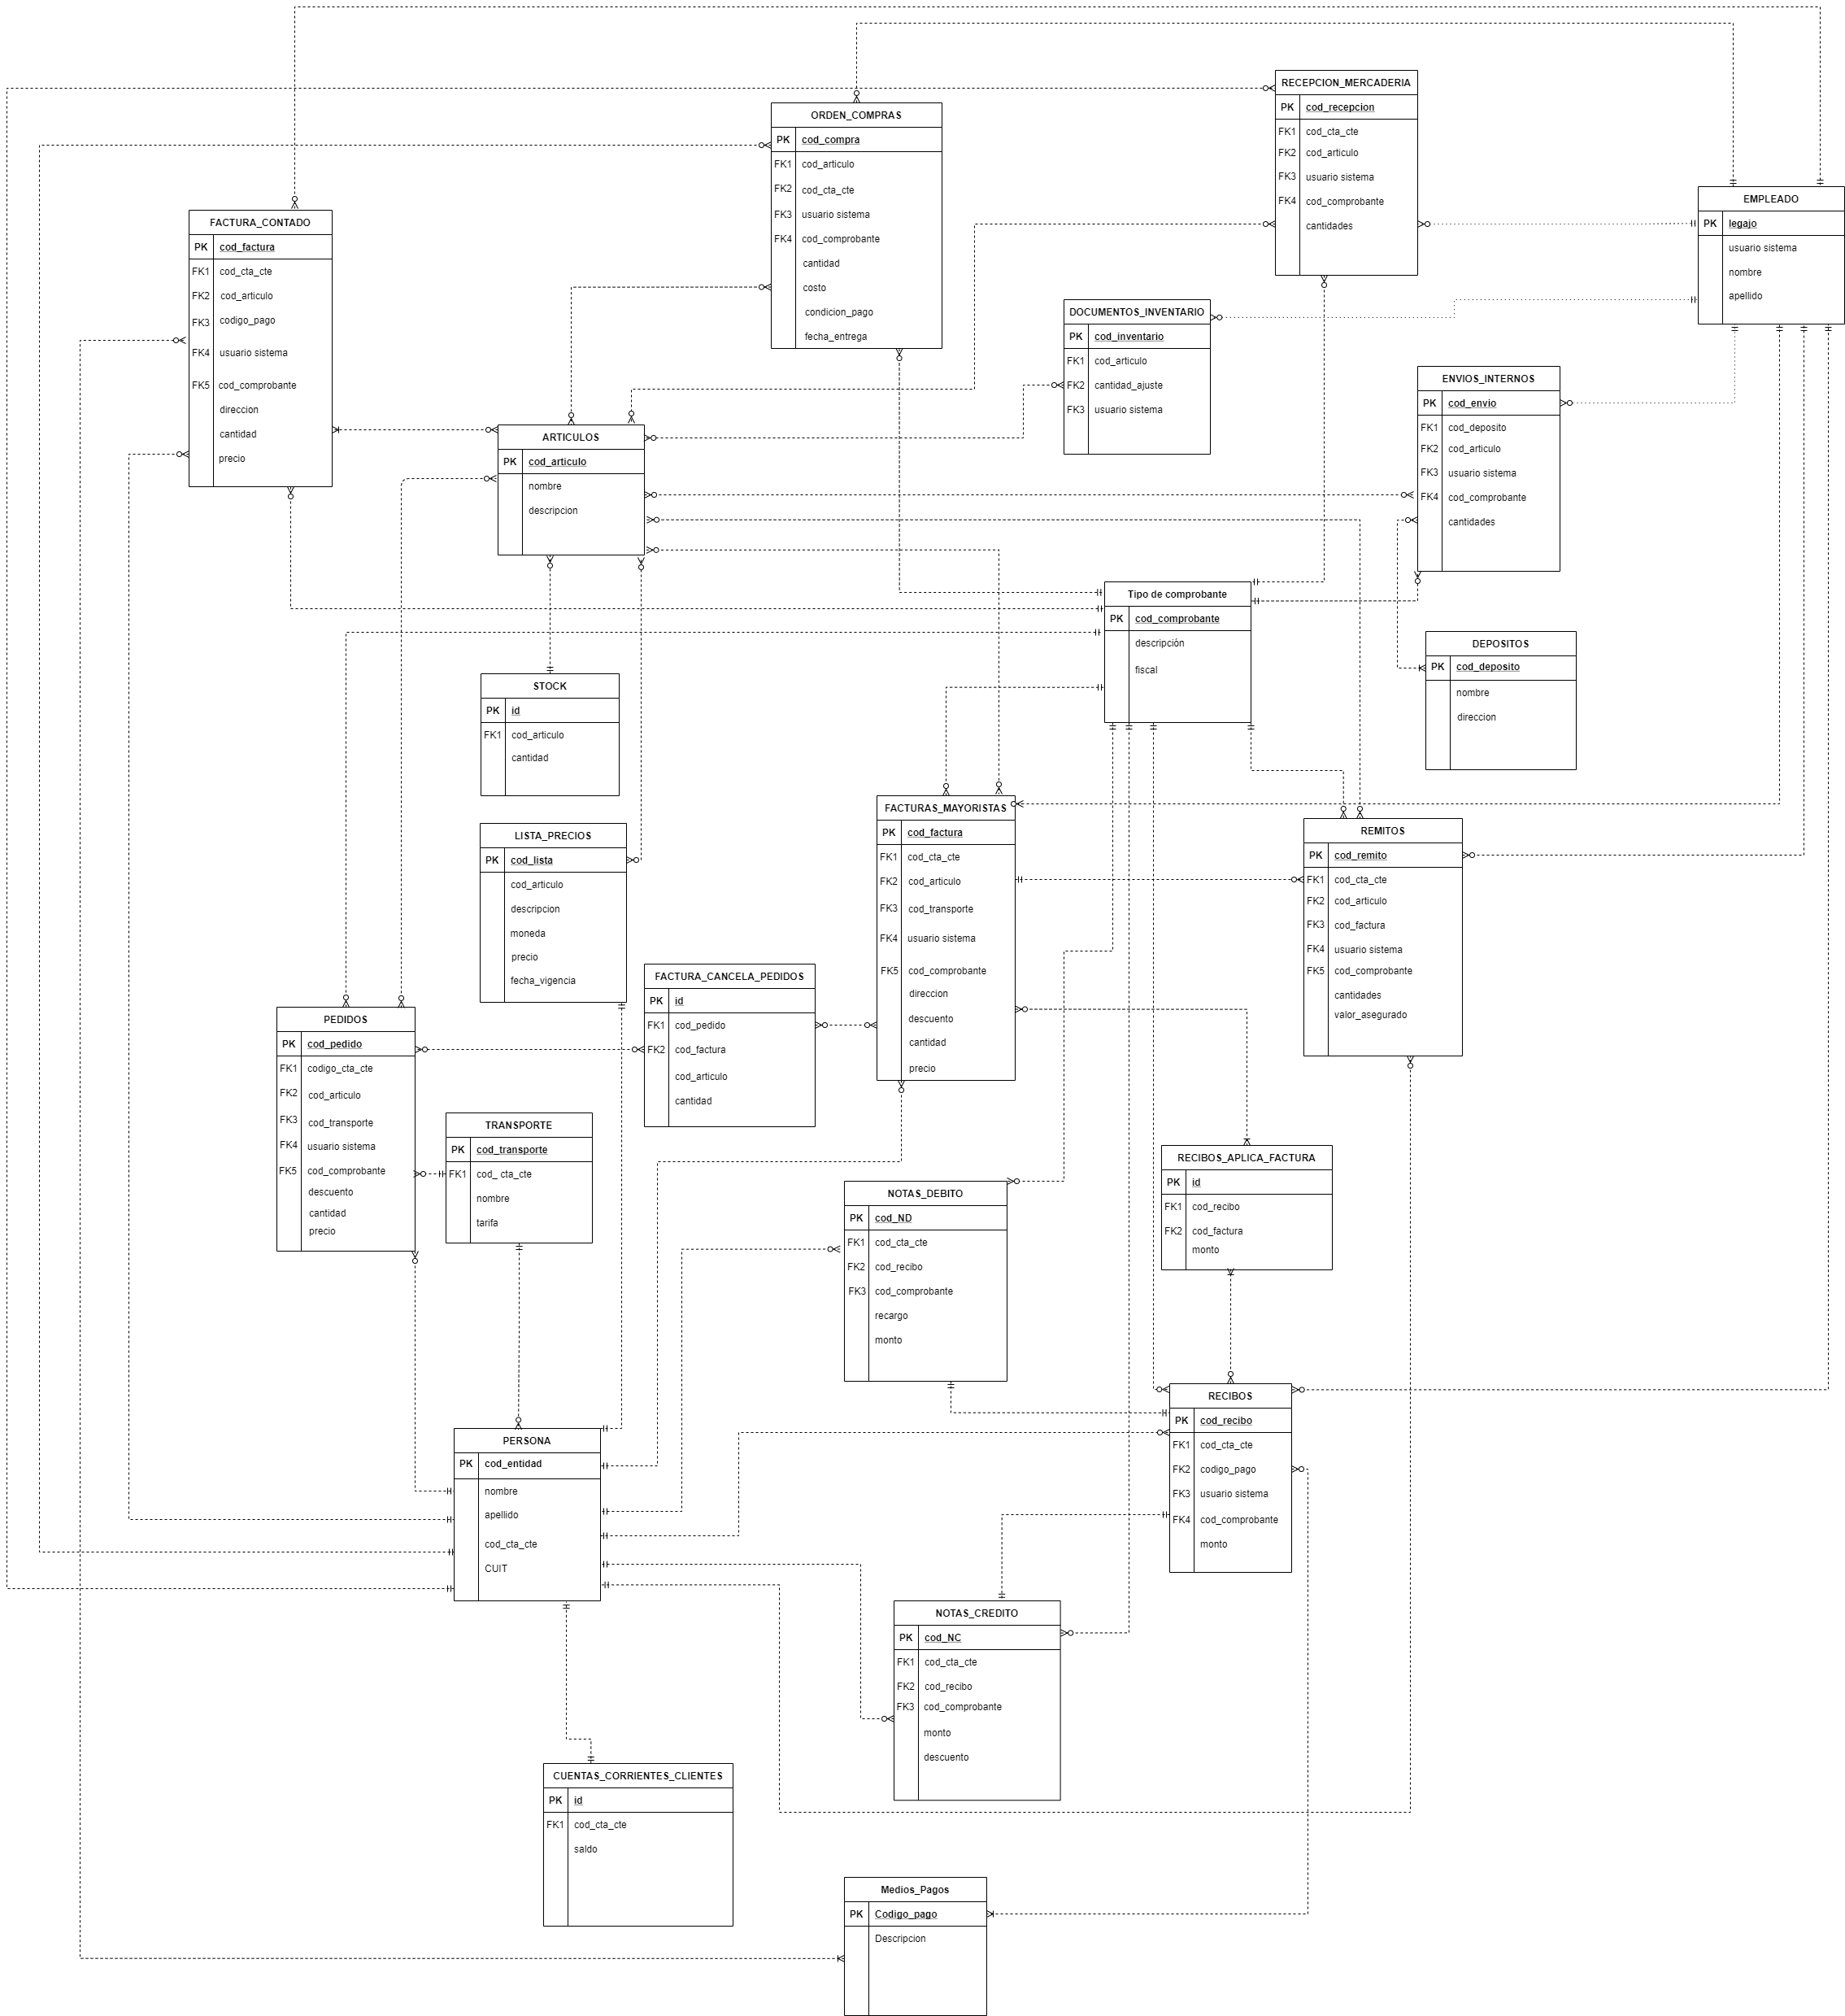 RECEPCION_MERCADERIA
PK cod_recepcion
FK1 cod_cta_cte
FK2 cod_articulo
FK3 usuario sistema
FK4 cod_comprobante
cantidades
ORDEN_COMPRAS
PK cod_compra
FK1 cod_articulo
FK2 cod_cta_cte
FK3 usuario sistema
FK4 cod_comprobante
cantidad
costo
condicion_pago
fecha_entrega
EMPLEADO
PK legajo
usuario sistema
nombre
apellido
FACTURA_CONTADO
PK cod_factura
FK1 cod_cta_cte
FK2 cod_articulo
FK3 codigo_pago
FK4 usuario sistema
FK5 cod_comprobante
direccion
cantidad
precio
DOCUMENTOS_INVENTARIO
PK cod_inventario
FK1 cod_articulo
FK2 cantidad_ajuste
FK3 usuario sistema
ENVIOS_INTERNOS
PK cod_envio
FK1 cod_deposito
FK2 cod_articulo
FK3 usuario sistema
FK4 cod_comprobante
cantidades
ARTICULOS
PK cod_articulo
nombre
descripcion
Tipo de comprobante
PK cod_comprobante
descripción
fiscal
DEPOSITOS
PK cod_deposito
nombre
direccion
STOCK
PK id
FK1 cod_articulo
cantidad
FACTURAS_MAYORISTAS
PK cod_factura
FK1 cod_cta_cte
FK2 cod_articulo
FK3 cod_transporte
FK4 usuario sistema
FK5 cod_comprobante
direccion
descuento
cantidad
precio
REMITOS
PK cod_remito
FK1 cod_cta_cte
FK2 cod_articulo
FK3 cod_factura
FK4 usuario sistema
FK5 cod_comprobante
cantidades
valor_asegurado
LISTA_PRECIOS
PK cod_lista
cod_articulo
descripcion
moneda
precio
fecha_vigencia
FACTURA_CANCELA_PEDIDOS
PK id
FK1 cod_pedido
FK2 cod_factura
cod_articulo
cantidad
PEDIDOS
PK cod_pedido
FK1 codigo_cta_cte
FK2 cod_articulo
FK3 cod_transporte
FK4 usuario sistema
FK5 cod_comprobante
descuento
cantidad
precio
TRANSPORTE
PK cod_transporte
FK1 cod_ cta_cte
nombre
tarifa
RECIBOS_APLICA_FACTURA
PK id
FK1 cod_recibo
FK2 cod_factura
monto
NOTAS_DEBITO
PK cod_ND
FK1 cod_cta_cte
FK2 cod_recibo
FK3 cod_comprobante
recargo
monto
RECIBOS
PK cod_recibo
FK1 cod_cta_cte
FK2 codigo_pago
FK3 usuario sistema
FK4 cod_comprobante
monto
PERSONA
PK cod_entidad
nombre
apellido
cod_cta_cte
CUIT
NOTAS_CREDITO
PK cod_NC
FK1 cod_cta_cte
FK2 cod_recibo
FK3 cod_comprobante
monto
descuento
CUENTAS_CORRIENTES_CLIENTES
PK id
FK1 cod_cta_cte
saldo
Medios_Pagos
PK Codigo_pago
Descripcion